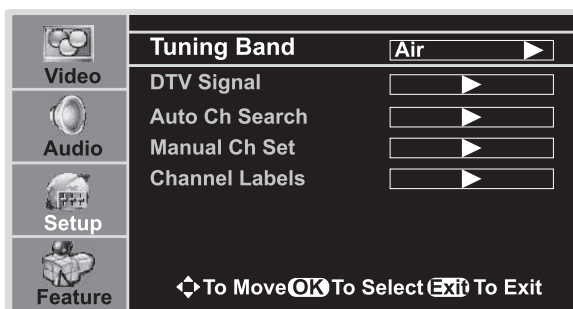 Video
Audio
Setup
Feature
Tuning Band Air
DTV Signal
Auto Ch Search
Manual Ch Set
Channel Labels
To Move OK To Select Exit To Exit